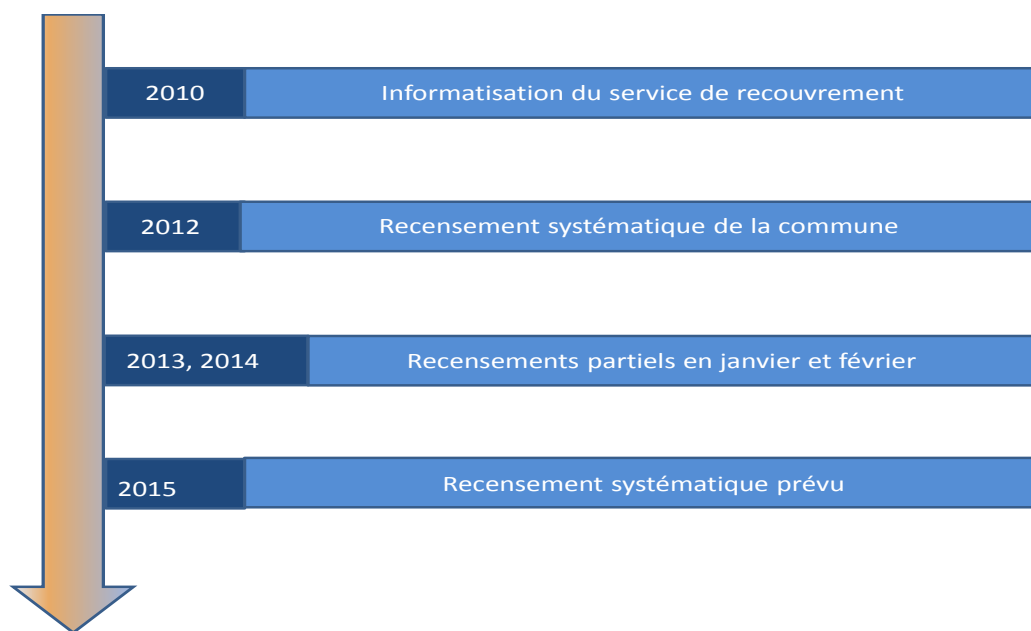 2010 Informatisation du service de recouvrement
2012 Recensement systématique de la commune
2013, 2014 Recensements partiels en janvier et février
2015 Recensement systématique prévu